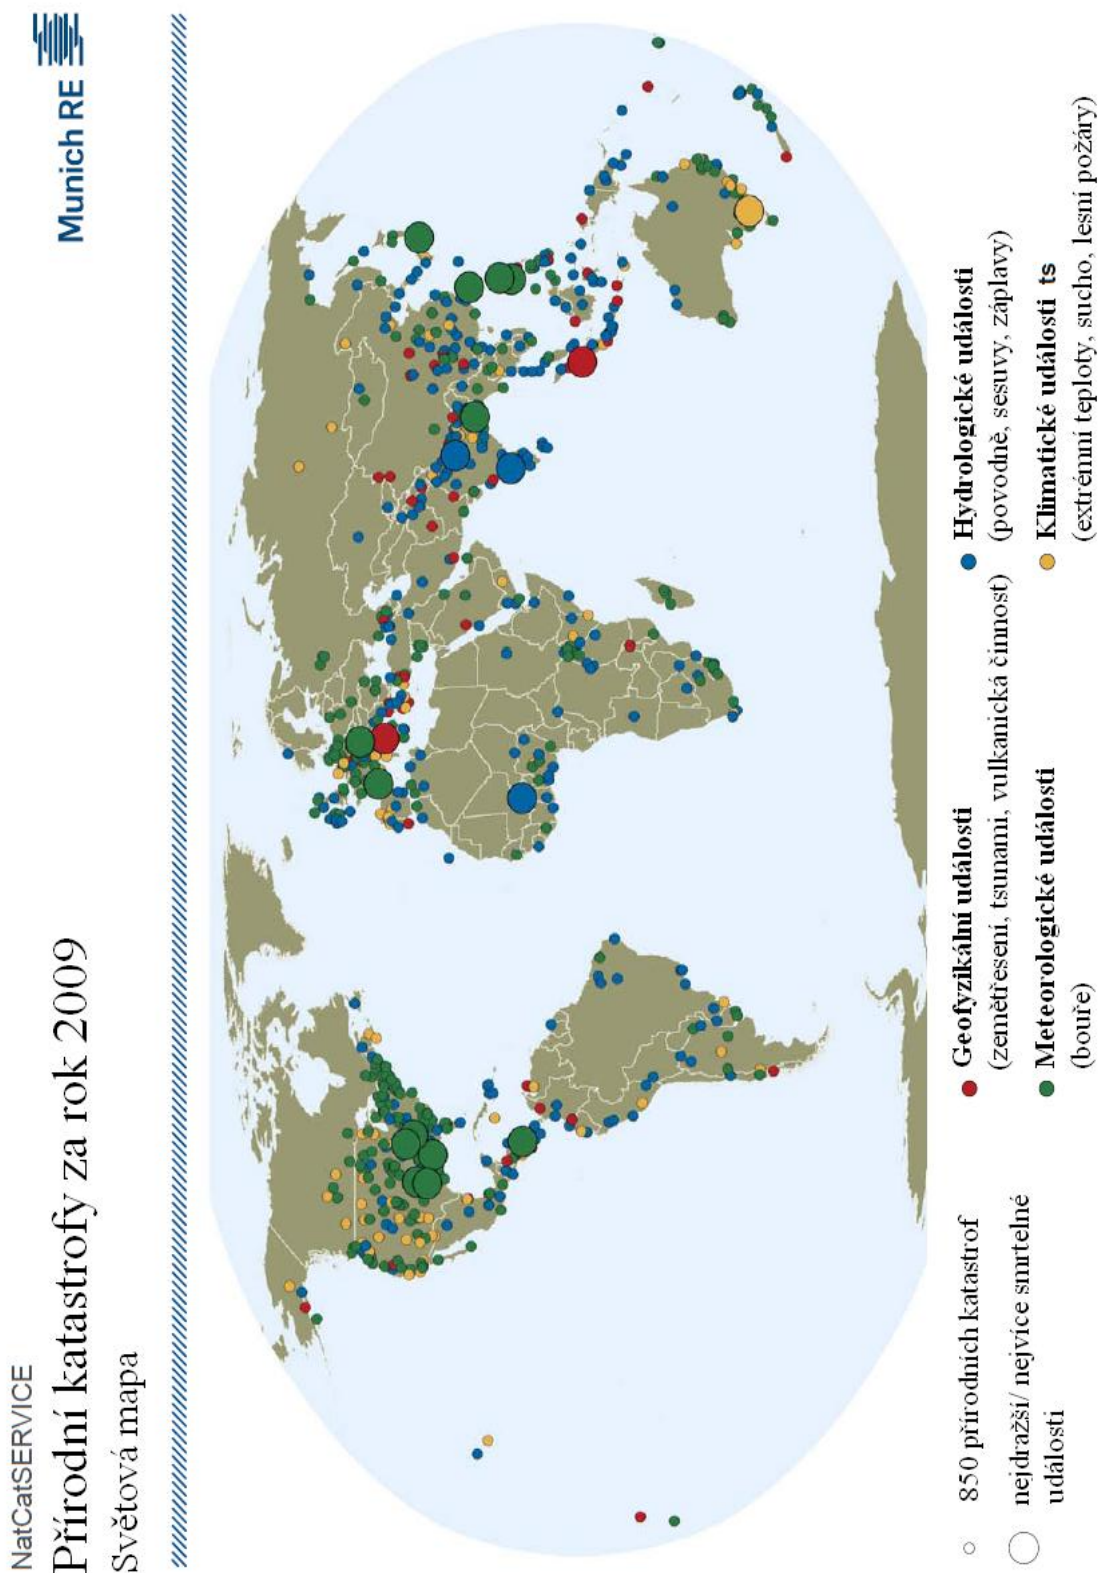 NatCatSERVICE
Munich RE
Přírodní katastrofy za rok 2009
Světová mapa
850 přírodních katastrof
nejdražší/ nejvíce smrtelné
události
Geofyzikální události
(zemětřesení, tsunami, vulkanická činnost)
Meteorologické události
(bouře)
Hydrologické události
(povodně, sesuvy, záplavy)
Klimatické události ts
(extrémní teploty, sucho, lesní požáry)